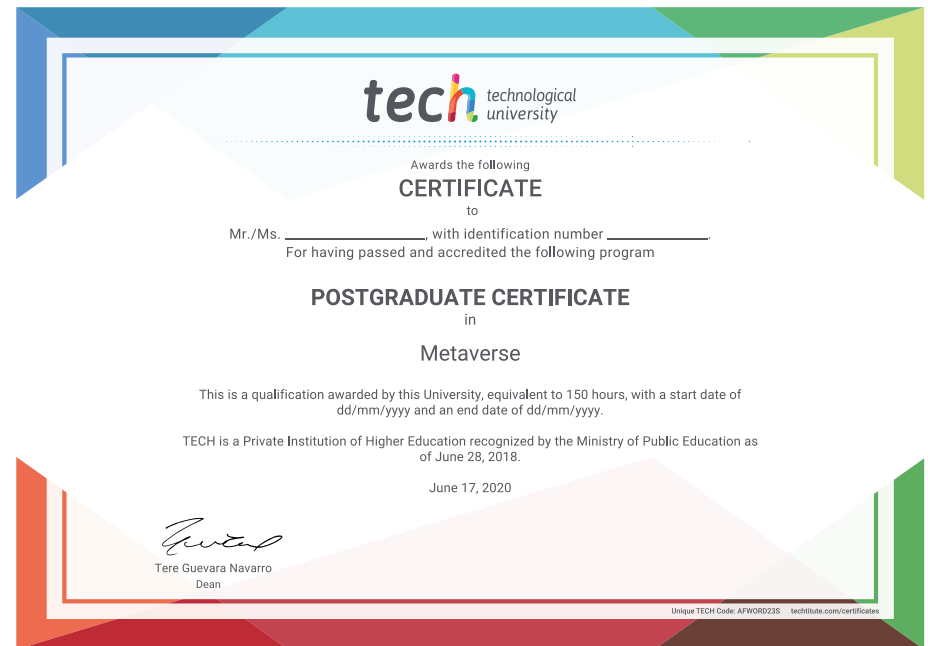 tech technological
university
Awards the following
CERTIFICATE
to
Mr./Ms. ____________________, with identification number ______________.
For having passed and accredited the following program
POSTGRADUATE CERTIFICATE
in
Metaverse
This is a qualification awarded by this University, equivalent to 150 hours, with a start date of
dd/mm/yyyy and an end date of dd/mm/yyyy.
TECH is a Private Institution of Higher Education recognized by the Ministry of Public Education as
of June 28, 2018.
June 17, 2020
Tere Guevara Navarro
Dean
Unique TECH Code: AFWORD23S techtitute.com/certificates